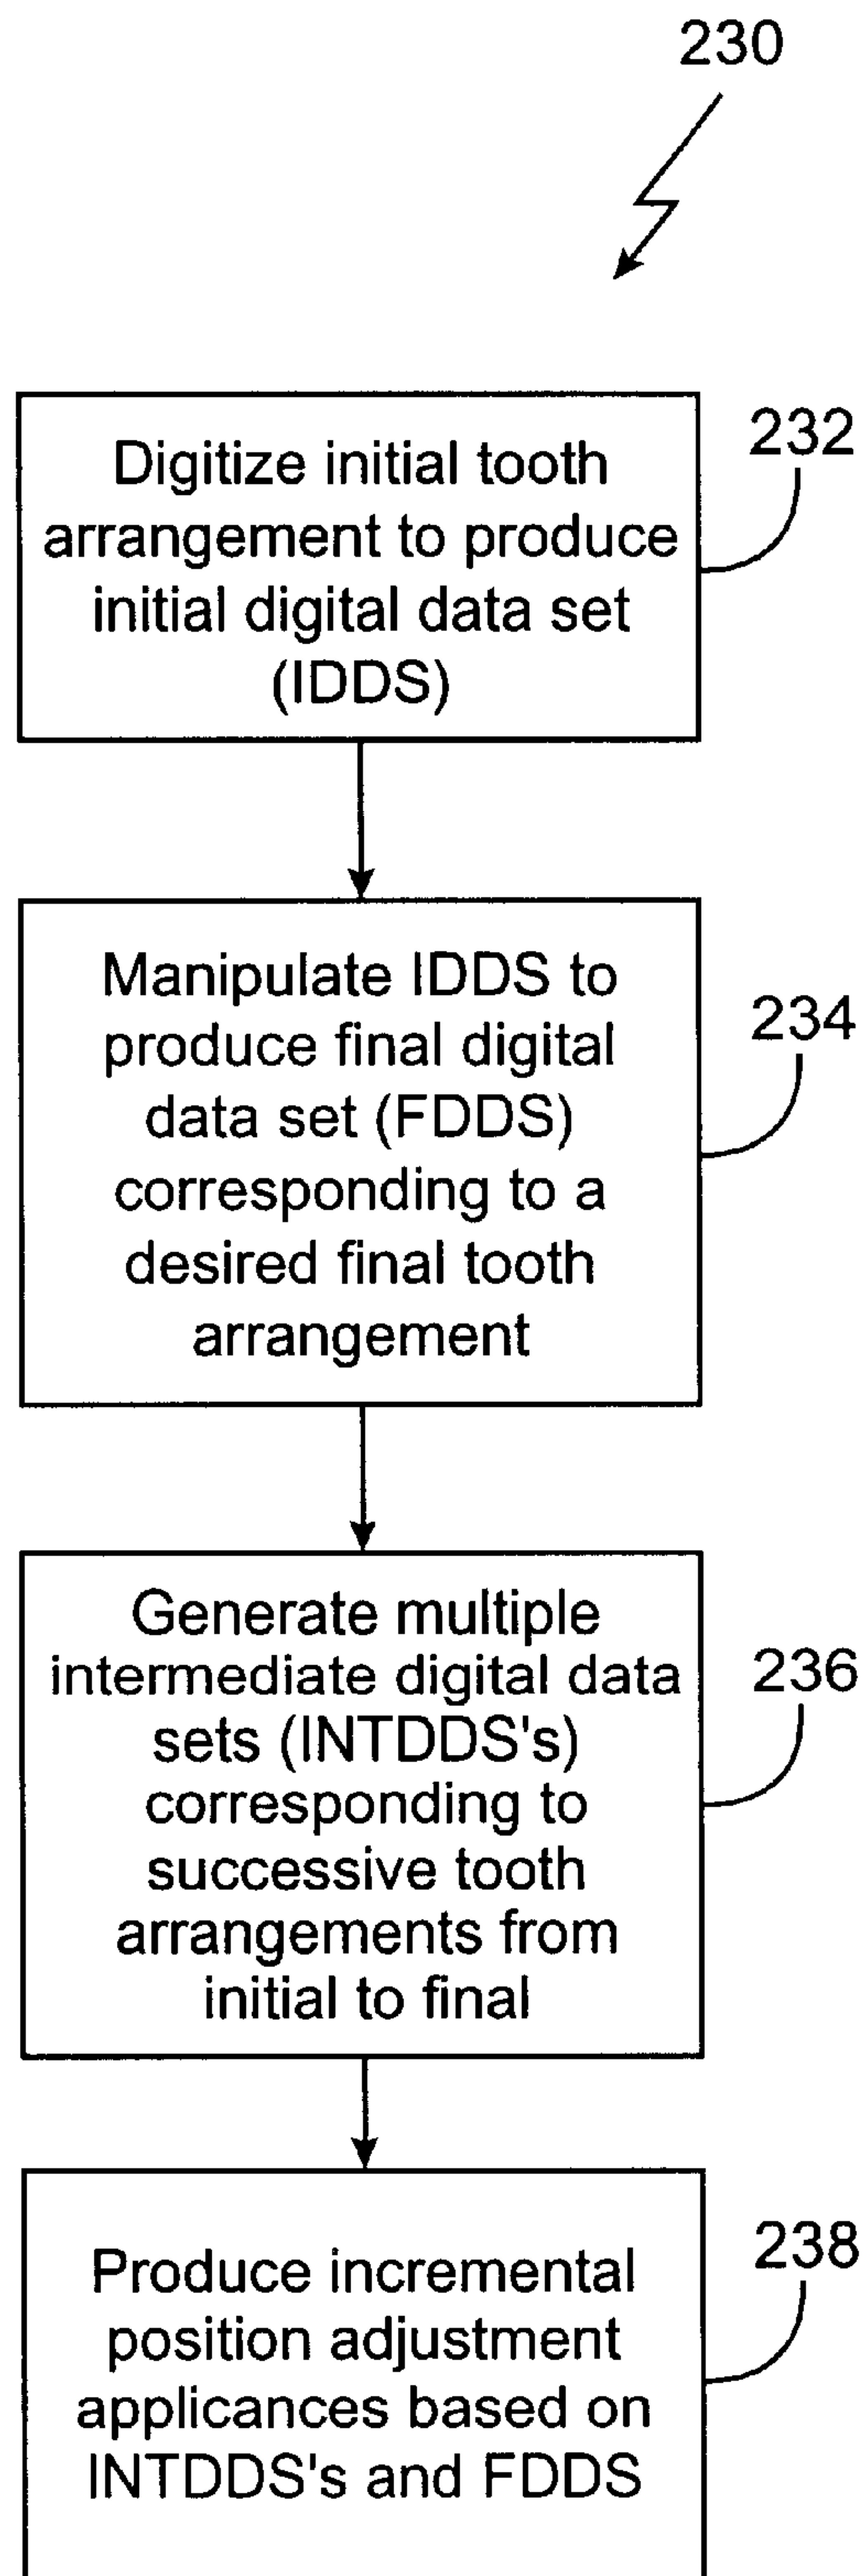 230
Digitize initial tooth
arrangement to produce
initial digital data set
(IDDS)
232
Manipulate IDDS to
produce final digital
data set (FDDS)
corresponding to a
desired final tooth
arrangement
234
Generate multiple
intermediate digital data
sets (INTDDS's)
corresponding to
successive tooth
arrangements from
initial to final
236
Produce incremental
position adjustment
applicances based on
INTDDS's and FDDS
238